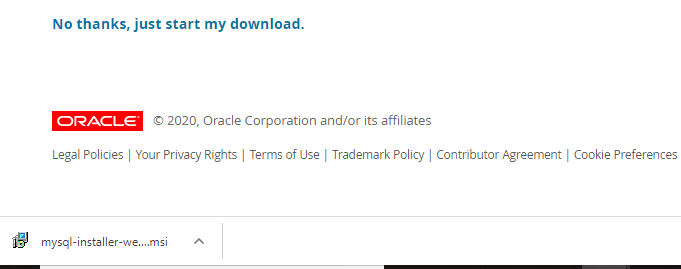 No thanks, just start my download.
ORACLE © 2020, Oracle Corporation and/or its affiliates
Legal Policies | Your Privacy Rights | Terms of Use | Trademark Policy | Contributor Agreement | Cookie Preferences
mysql-installer-we....msi